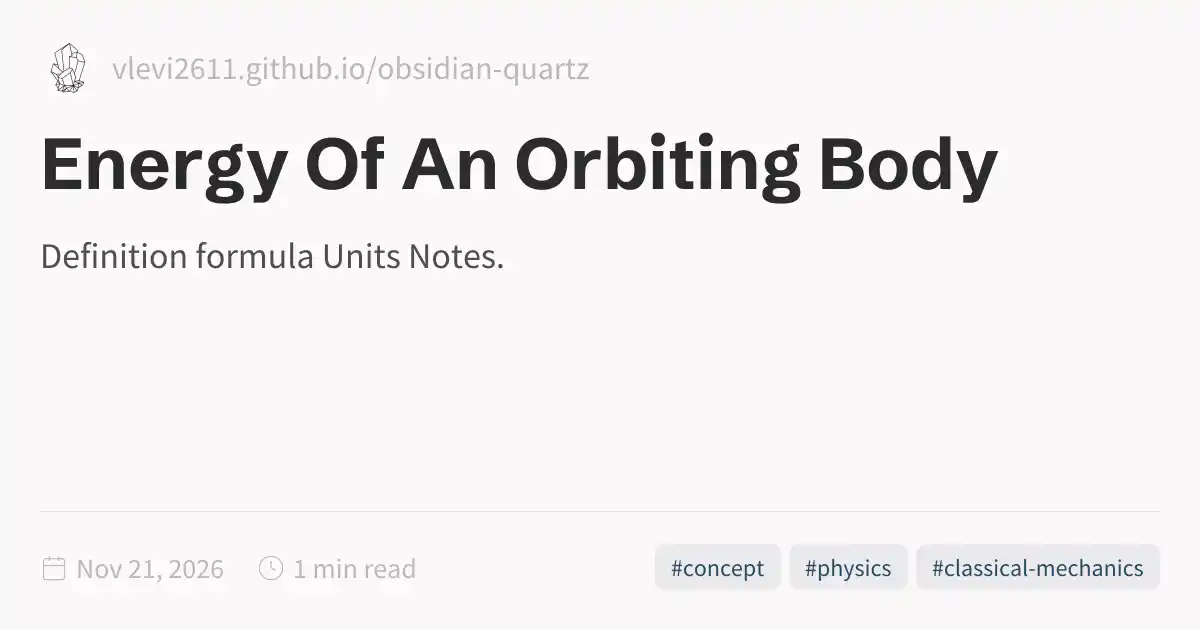 vlevi2611.github.io/obsidian-quartz
Energy Of An Orbiting Body
Definition formula Units Notes.
Nov 21, 2026 1 min read #concept #physics #classical-mechanics